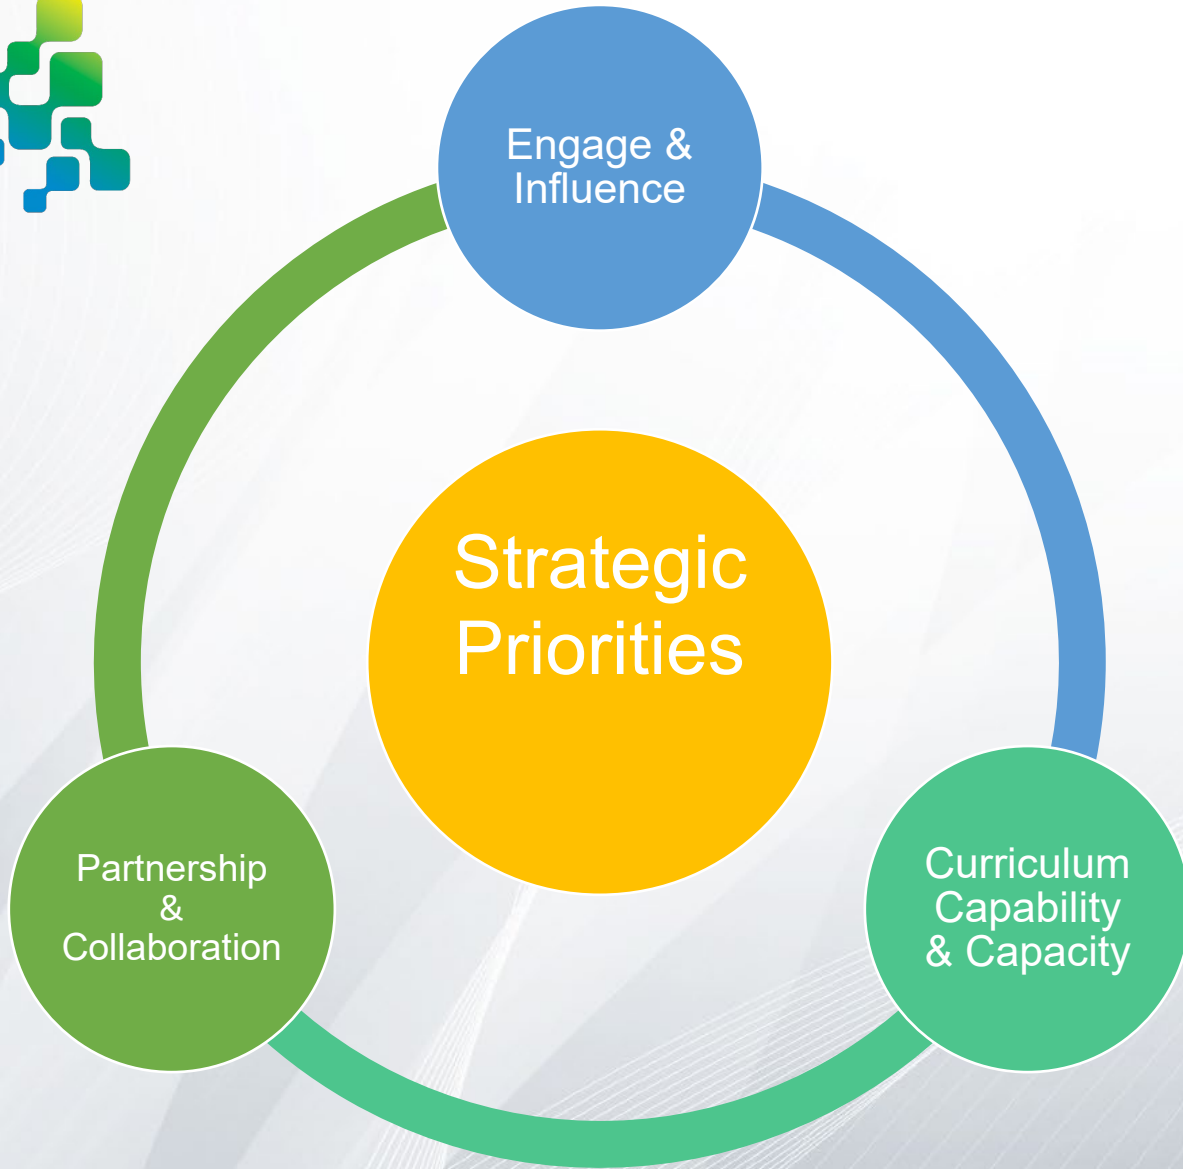 Engage &
Influence
Strategic
Priorities
Partnership
&
Collaboration
Curriculum
Capability
& Capacity